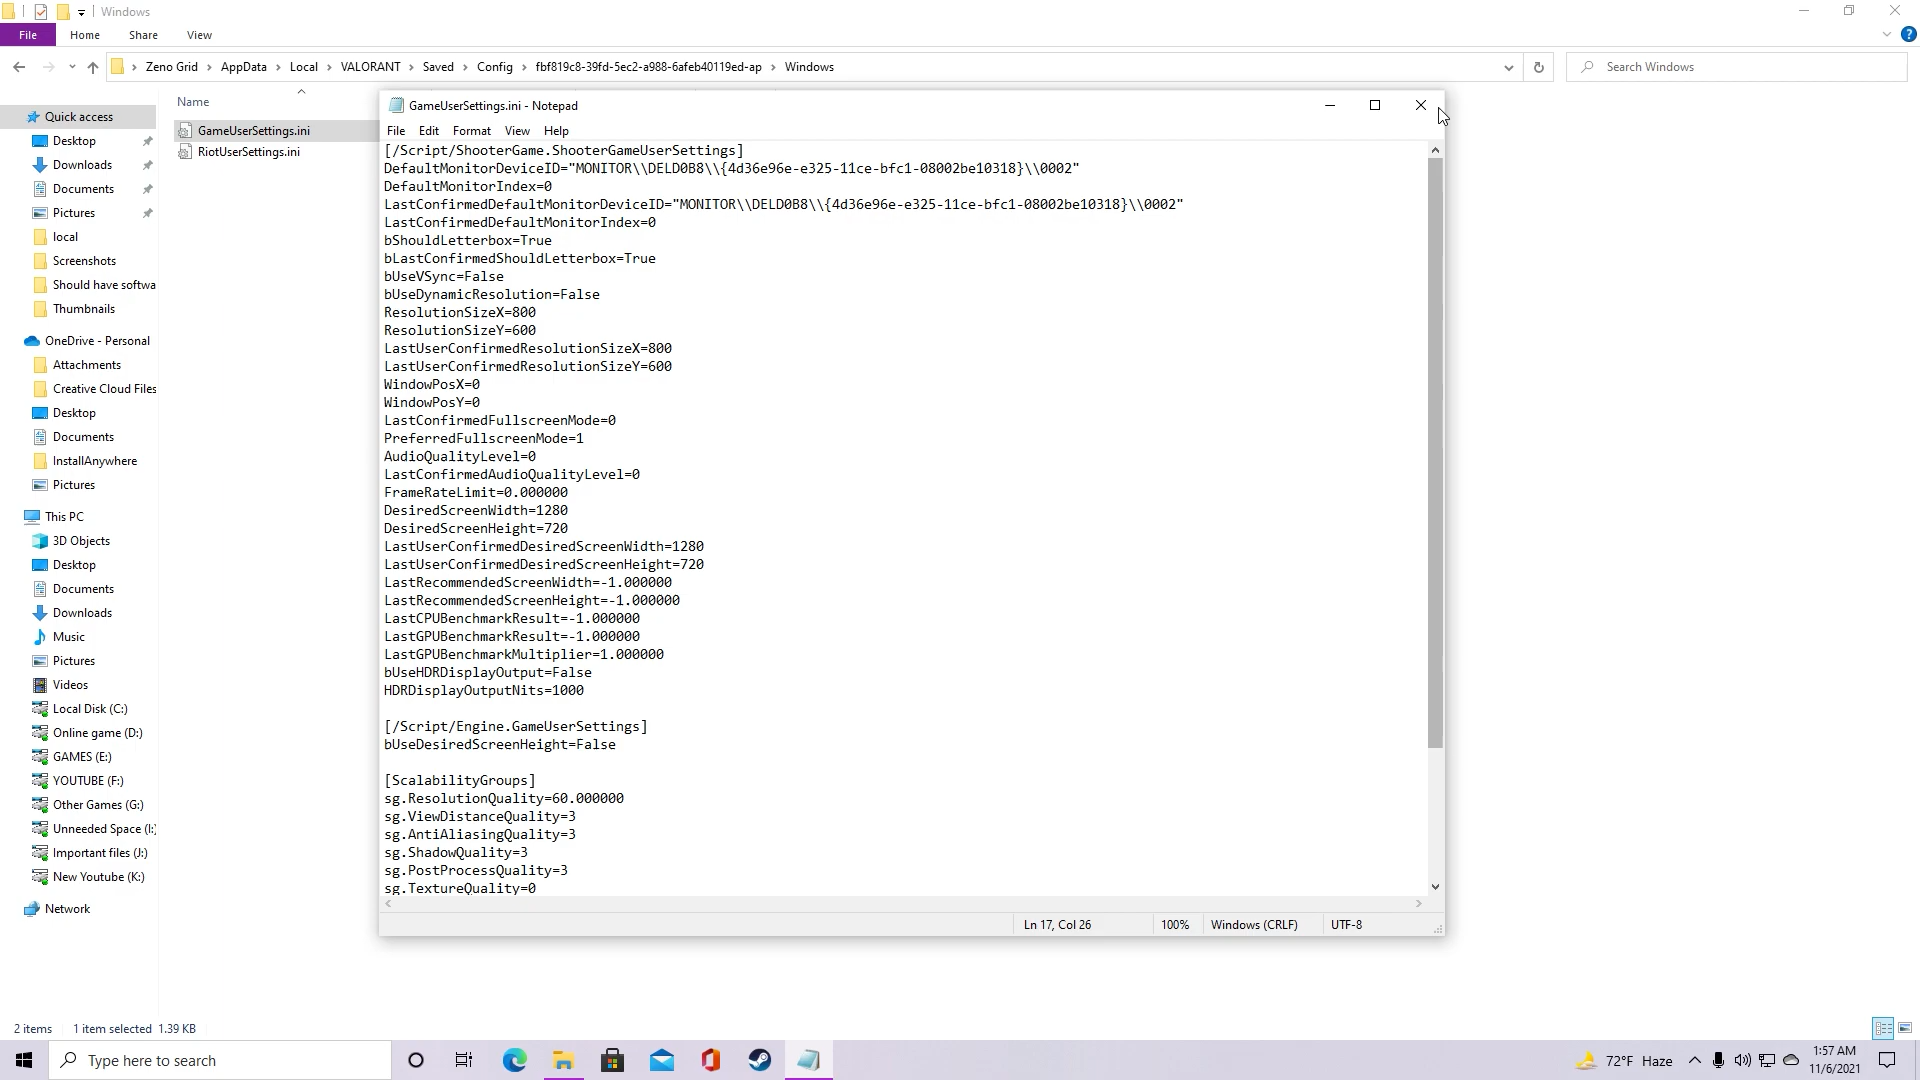 Windows
File
Home
Share
View
Zeno Grid
AppData
Local
VALORANT
Saved
Config
fbf819c8-39fd-5ec2-a988-6afeb40119ed-ap
Windows
Search Windows
Quick access
Desktop
Downloads
Documents
Pictures
local
Screenshots
Should have softwa
Thumbnails
OneDrive - Personal
Attachments
Creative Cloud Files
Desktop
Documents
InstallAnywhere
Pictures
This PC
3D Objects
Desktop
Documents
Downloads
Music
Pictures
Videos
Local Disk (C:)
Online game (D:)
GAMES (E:)
YOUTUBE (F:)
Other Games (G:)
Unneeded Space (I:)
Important files (J:)
New Youtube (K:)
Network
Name
GameUserSettings.ini
RiotUserSettings.ini
GameUserSettings.ini - Notepad
File Edit Format View Help
[/Script/ShooterGame.ShooterGameUserSettings]
DefaultMonitorDeviceID="MONITOR\\DELD0B8\\{4d36e96e-e325-11ce-bfc1-08002be10318}\\0002"
DefaultMonitorIndex=0
LastConfirmedDefaultMonitorDeviceID="MONITOR\\DELD0B8\\{4d36e96e-e325-11ce-bfc1-08002be10318}\\0002"
LastConfirmedDefaultMonitorIndex=0
bShouldLetterbox=True
bLastConfirmedShouldLetterbox=True
bUseVSync=False
bUseDynamicResolution=False
ResolutionSizeX=800
ResolutionSizeY=600
LastUserConfirmedResolutionSizeX=800
LastUserConfirmedResolutionSizeY=600
WindowPosX=0
WindowPosY=0
LastConfirmedFullscreenMode=0
PreferredFullscreenMode=1
AudioQualityLevel=0
LastConfirmedAudioQualityLevel=0
FrameRateLimit=0.000000
DesiredScreenWidth=1280
DesiredScreenHeight=720
LastUserConfirmedDesiredScreenWidth=1280
LastUserConfirmedDesiredScreenHeight=720
LastRecommendedScreenWidth=-1.000000
LastRecommendedScreenHeight=-1.000000
LastCPUBenchmarkResult=-1.000000
LastGPUBenchmarkResult=-1.000000
LastGPUBenchmarkMultiplier=1.000000
bUseHDRDisplayOutput=False
HDRDisplayOutputNits=1000
[/Script/Engine.GameUserSettings]
bUseDesiredScreenHeight=False
[ScalabilityGroups]
sg.ResolutionQuality=60.000000
sg.ViewDistanceQuality=3
sg.AntiAliasingQuality=3
sg.ShadowQuality=3
sg.PostProcessQuality=3
sg.TextureQuality=0
Ln 17, Col 26
100%
Windows (CRLF)
UTF-8
2 items
1 item selected 1.39 KB
Type here to search
72°F Haze
1:57 AM
11/6/2021